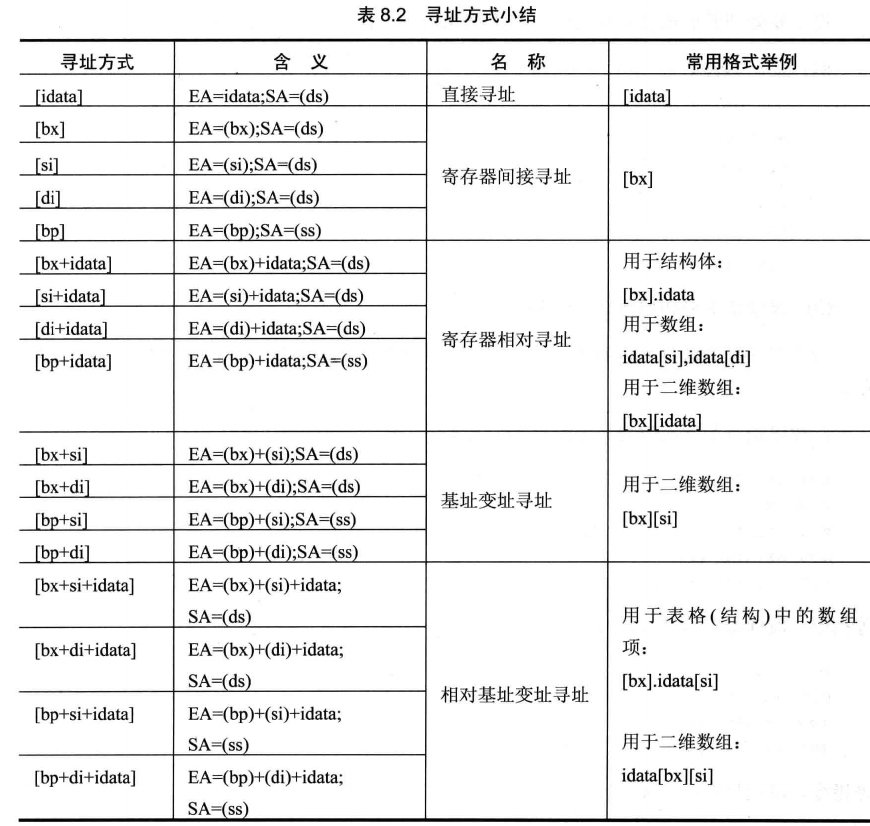 表 8.2 寻址方式小结
寻址方式 含 义 名 称 常用格式举例
[idata] EA=idata;SA=(ds) 直接寻址 [idata]
[bx] EA=(bx);SA=(ds)
[si] EA=(si);SA=(ds)
[di] EA=(di);SA=(ds)
[bp] EA=(bp);SA=(ss)
寄存器间接寻址 [bx]
[bx+idata] EA=(bx)+idata;SA=(ds)
[si+idata] EA=(si)+idata;SA=(ds)
[di+idata] EA=(di)+idata;SA=(ds)
[bp+idata] EA=(bp)+idata;SA=(ss)
寄存器相对寻址
用于结构体：
[bx].idata
用于数组：
idata[si],idata[di]
用于二维数组：
[bx][idata]
[bx+si] EA=(bx)+(si);SA=(ds)
[bx+di] EA=(bx)+(di);SA=(ds)
[bp+si] EA=(bp)+(si);SA=(ss)
[bp+di] EA=(bp)+(di);SA=(ss)
基址变址寻址
用于二维数组：
[bx][si]
[bx+si+idata] EA=(bx)+(si)+idata;
SA=(ds)
[bx+di+idata] EA=(bx)+(di)+idata;
SA=(ds)
[bp+si+idata] EA=(bp)+(si)+idata;
SA=(ss)
[bp+di+idata] EA=(bp)+(di)+idata;
SA=(ss)
相对基址变址寻址
用于表格(结构)中的数组
项：
[bx].idata[si]
用于二维数组：
idata[bx][si]